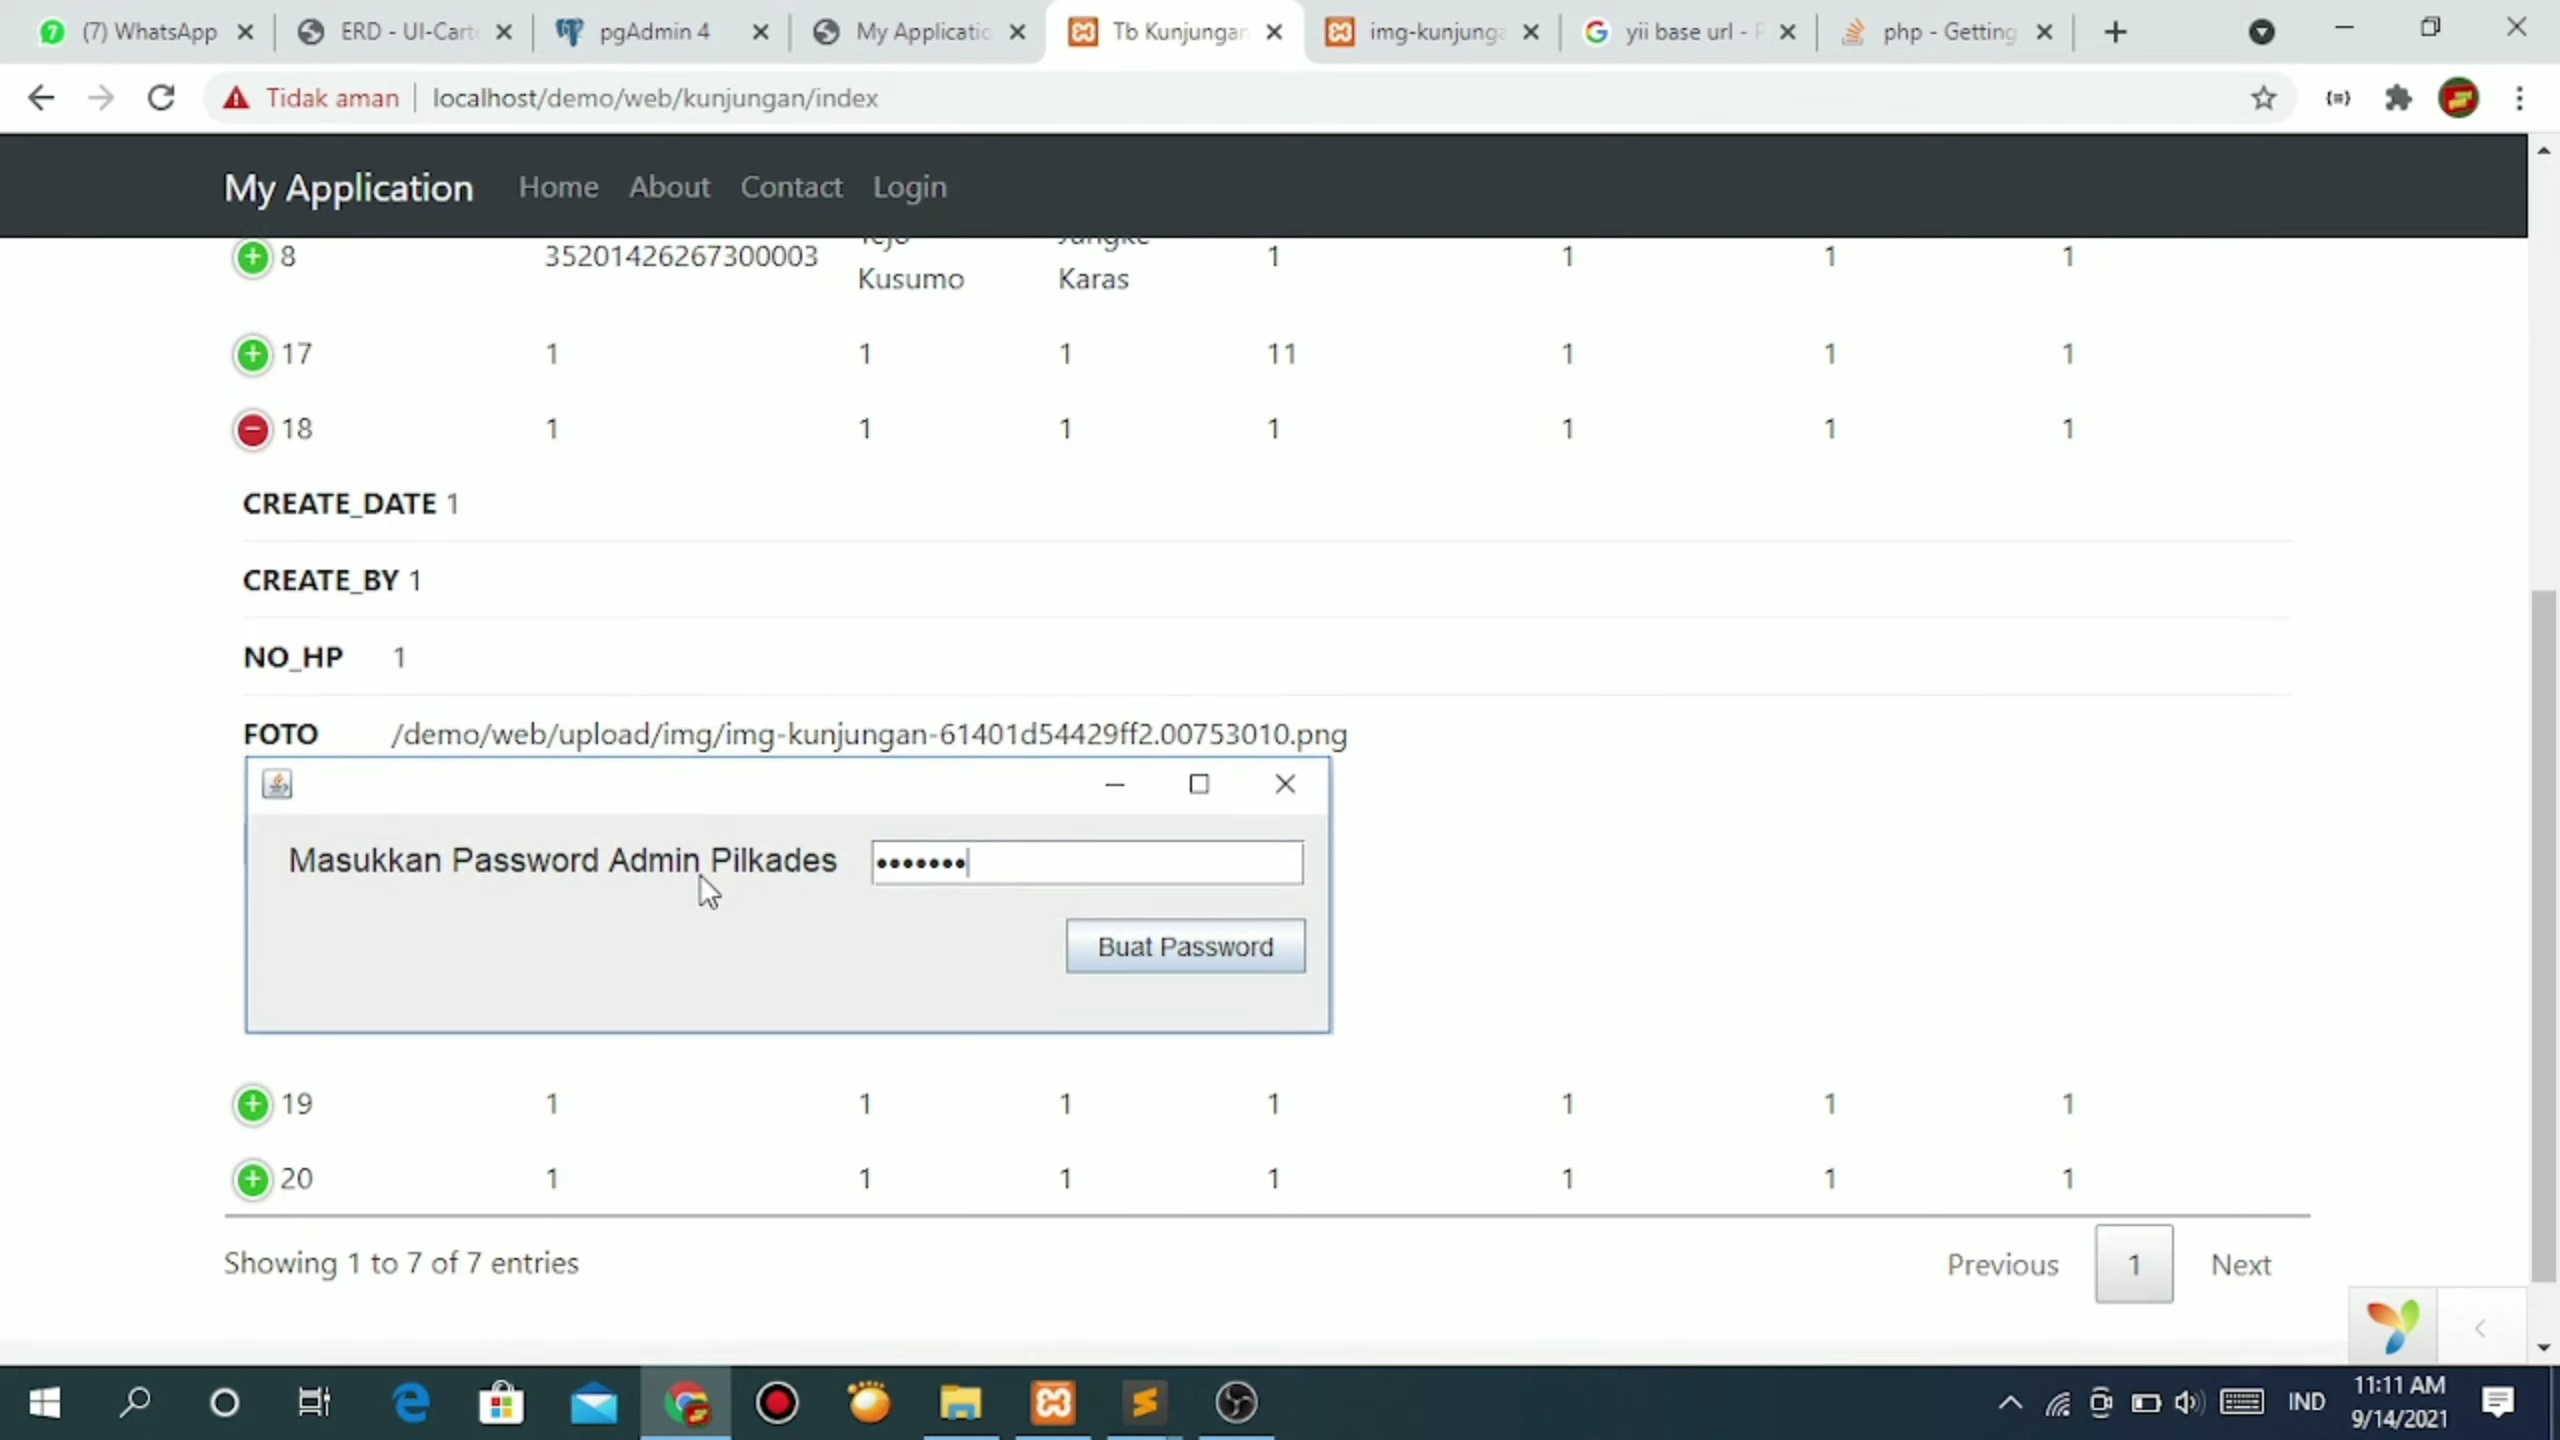 (7) WhatsApp
ERD - UI-Carte
pgAdmin 4
My Applicatio
Tb Kunjungan
img-kunjunga
yii base url - P
php - Getting
Tidak aman
localhost/demo/web/kunjungan/index
My Application Home About Contact Login
8 35201426267300003 Kusumo Karas 1 1 1 1
17 1 1 1 11 1 1 1
18 1 1 1 1 1 1 1
CREATE_DATE 1
CREATE_BY 1
NO_HP 1
FOTO /demo/web/upload/img/img-kunjungan-61401d54429ff2.00753010.png
Masukkan Password Admin Pilkades
Buat Password
19 1 1 1 1 1 1 1
20 1 1 1 1 1 1 1
Showing 1 to 7 of 7 entries
Previous 1 Next
IND
11:11 AM
9/14/2021